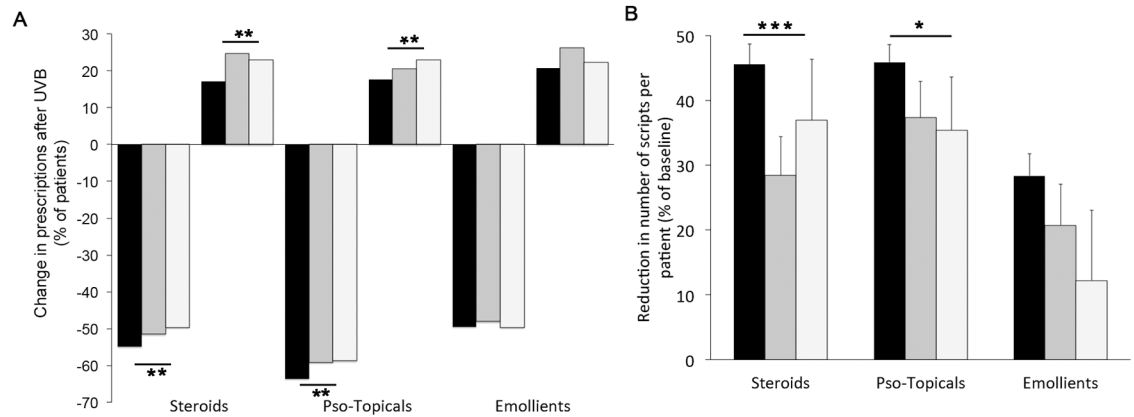 A
Change in prescriptions after UVB
(% of patients)
30
20
10
0
-10
-20
-30
-40
-50
-60
-70
**
**
**
**
Steroids
Pso-Topicals
Emollients
B
Reduction in number of scripts per
patient (% of baseline)
50
40
30
20
10
0
***
*
Steroids
Pso-Topicals
Emollients